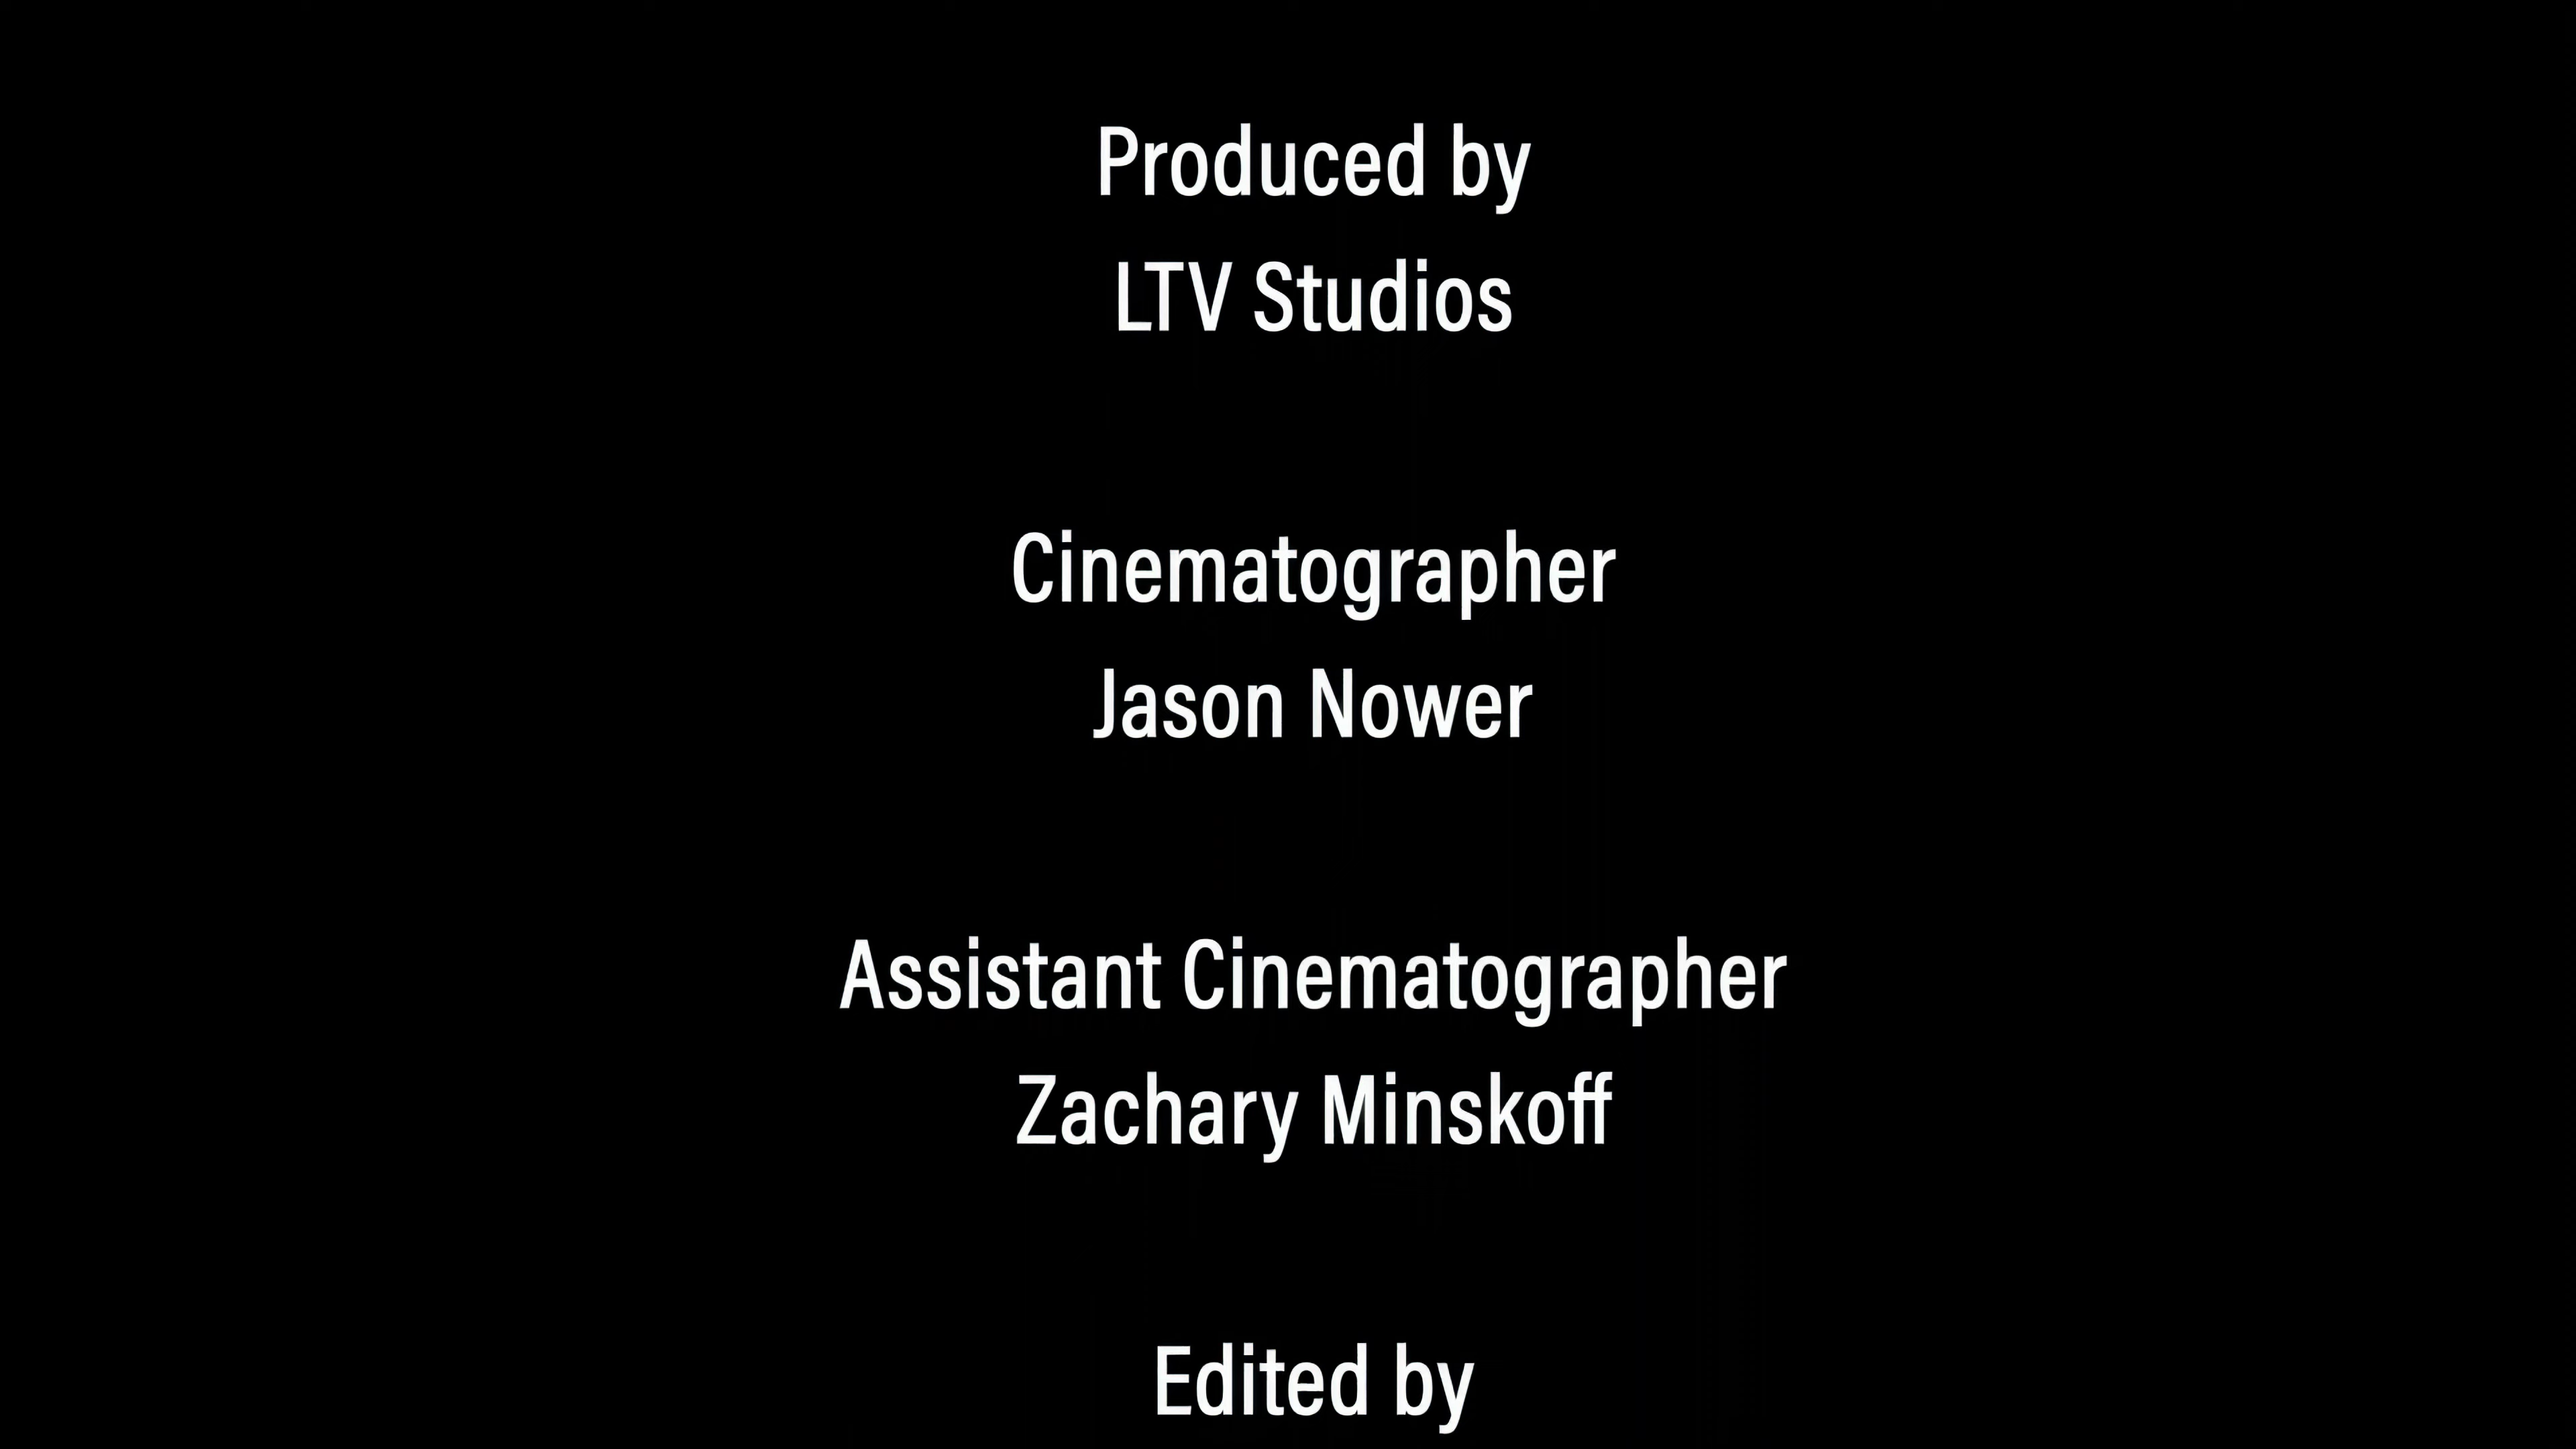 Produced by
LTV Studios
Cinematographer
Jason Nower
Assistant Cinematographer
Zachary Minskoff
Edited by